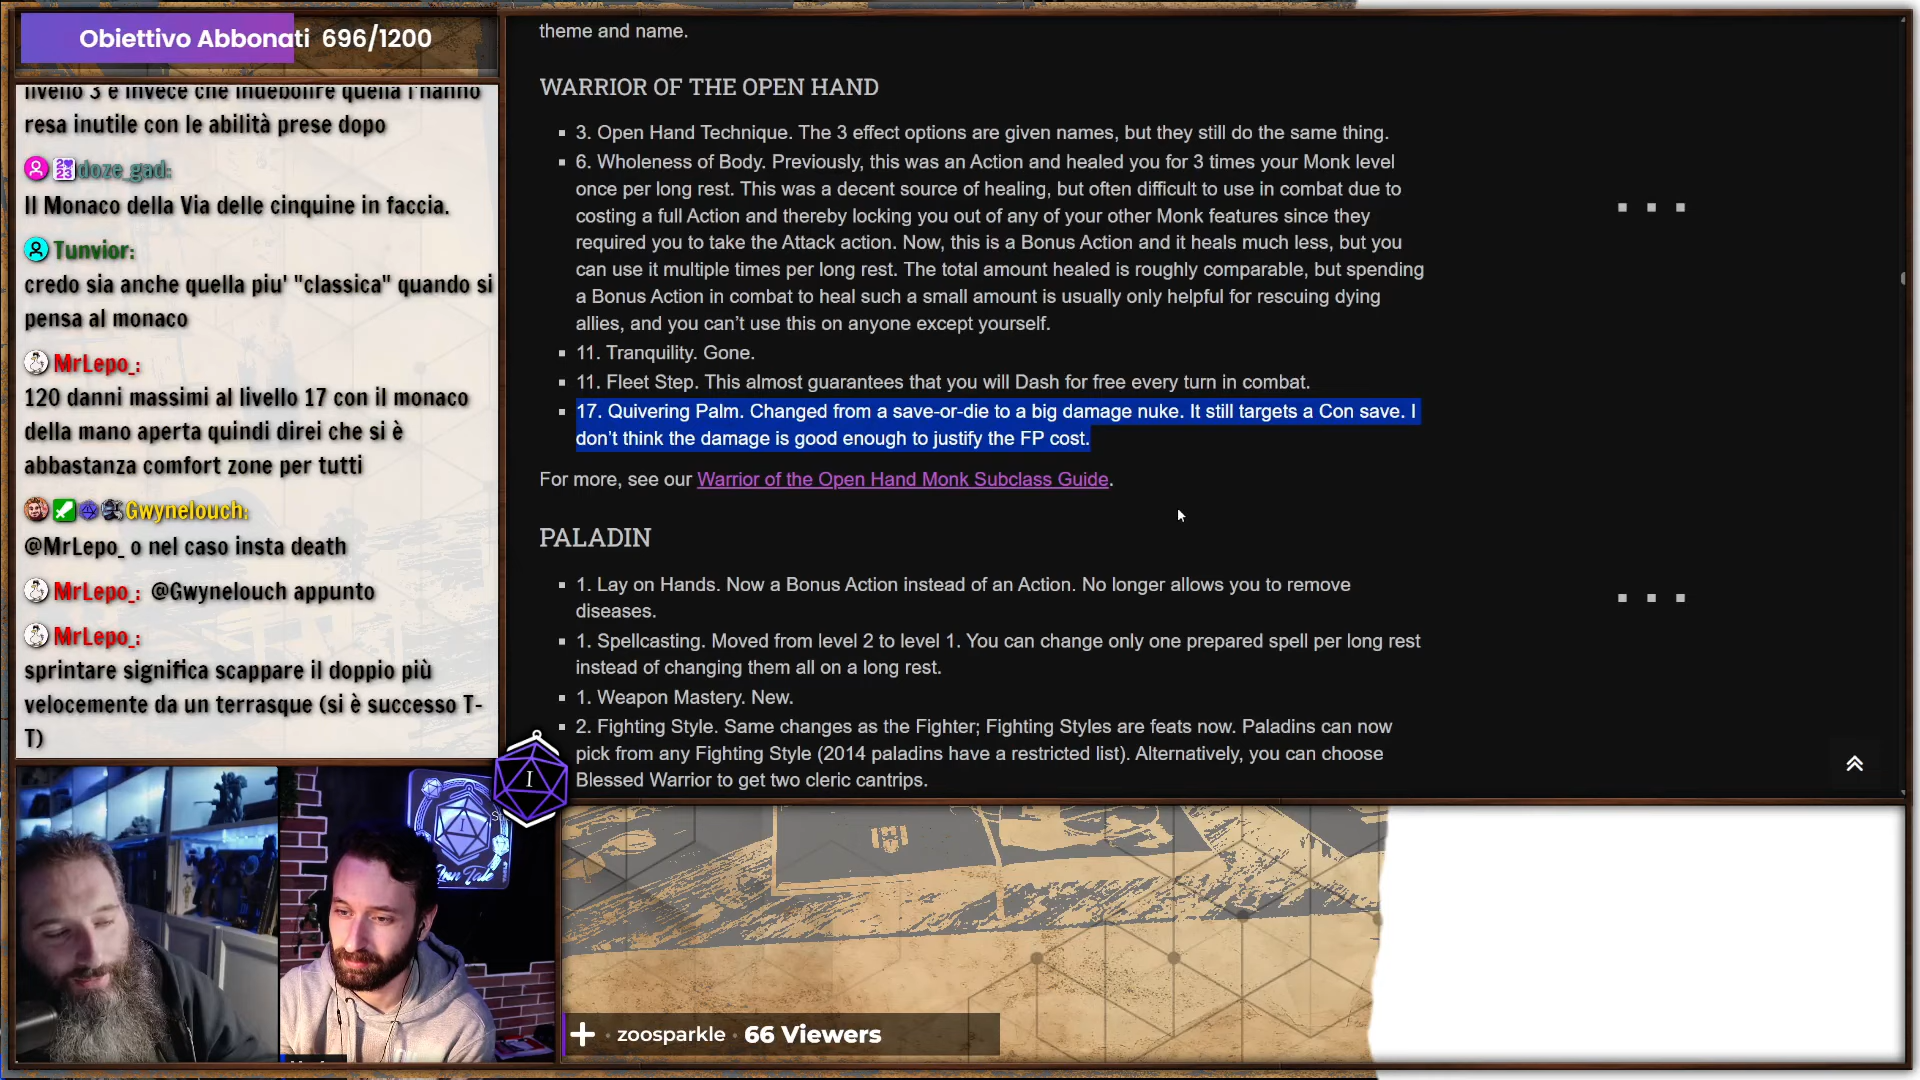 Obiettivo Abbonati 696/1200
livello 3 e invece che indebolire quella l'hanno
resa inutile con le abilità prese dopo
doze_gad:
Il Monaco della Via delle cinquine in faccia.
Tunvior:
credo sia anche quella piu' "classica" quando si
pensa al monaco
MrLepo_:
120 danni massimi al livello 17 con il monaco
della mano aperta quindi direi che si è
abbastanza comfort zone per tutti
Gwynelouch:
@MrLepo_ o nel caso insta death
MrLepo_: @Gwynelouch appunto
MrLepo_:
sprintare significa scappare il doppio più
velocemente da un terrasque (si è successo T-
T)
theme and name.
WARRIOR OF THE OPEN HAND
▪ 3. Open Hand Technique. The 3 effect options are given names, but they still do the same thing.
▪ 6. Wholeness of Body. Previously, this was an Action and healed you for 3 times your Monk level
once per long rest. This was a decent source of healing, but often difficult to use in combat due to
costing a full Action and thereby locking you out of any of your other Monk features since they
required you to take the Attack action. Now, this is a Bonus Action and it heals much less, but you
can use it multiple times per long rest. The total amount healed is roughly comparable, but spending
a Bonus Action in combat to heal such a small amount is usually only helpful for rescuing dying
allies, and you can't use this on anyone except yourself.
▪ 11. Tranquility. Gone.
▪ 11. Fleet Step. This almost guarantees that you will Dash for free every turn in combat.
▪ 17. Quivering Palm. Changed from a save-or-die to a big damage nuke. It still targets a Con save. I
don't think the damage is good enough to justify the FP cost.
For more, see our Warrior of the Open Hand Monk Subclass Guide.
PALADIN
▪ 1. Lay on Hands. Now a Bonus Action instead of an Action. No longer allows you to remove
diseases.
▪ 1. Spellcasting. Moved from level 2 to level 1. You can change only one prepared spell per long rest
instead of changing them all on a long rest.
▪ 1. Weapon Mastery. New.
▪ 2. Fighting Style. Same changes as the Fighter; Fighting Styles are feats now. Paladins can now
pick from any Fighting Style (2014 paladins have a restricted list). Alternatively, you can choose
Blessed Warrior to get two cleric cantrips.
I
+ · zoosparkle · 66 Viewers